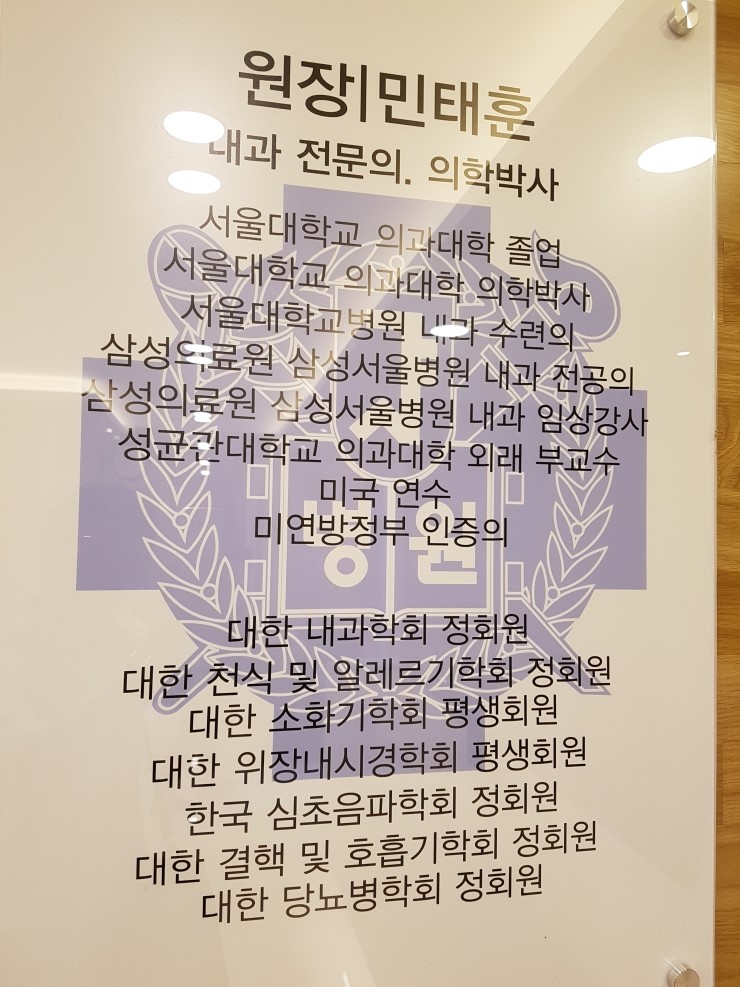 원장|민태훈
내과 전문의. 의학박사
서울대학교 의과대학 졸업
서울대학교 의과대학 의학박사
서울대학교병원 내과 수련의
삼성의료원 삼성서울병원 내과 전공의
삼성의료원 삼성서울병원 내과 임상강사
성균관대학교 의과대학 외래 부교수
미국 연수
미연방정부 인증의
병원
대한 내과학회 정회원
대한 천식 및 알레르기학회 정회원
대한 소화기학회 평생회원
대한 위장내시경학회 평생회원
한국 심초음파학회 정회원
대한 결핵 및 호흡기학회 정회원
대한 당뇨병학회 정회원